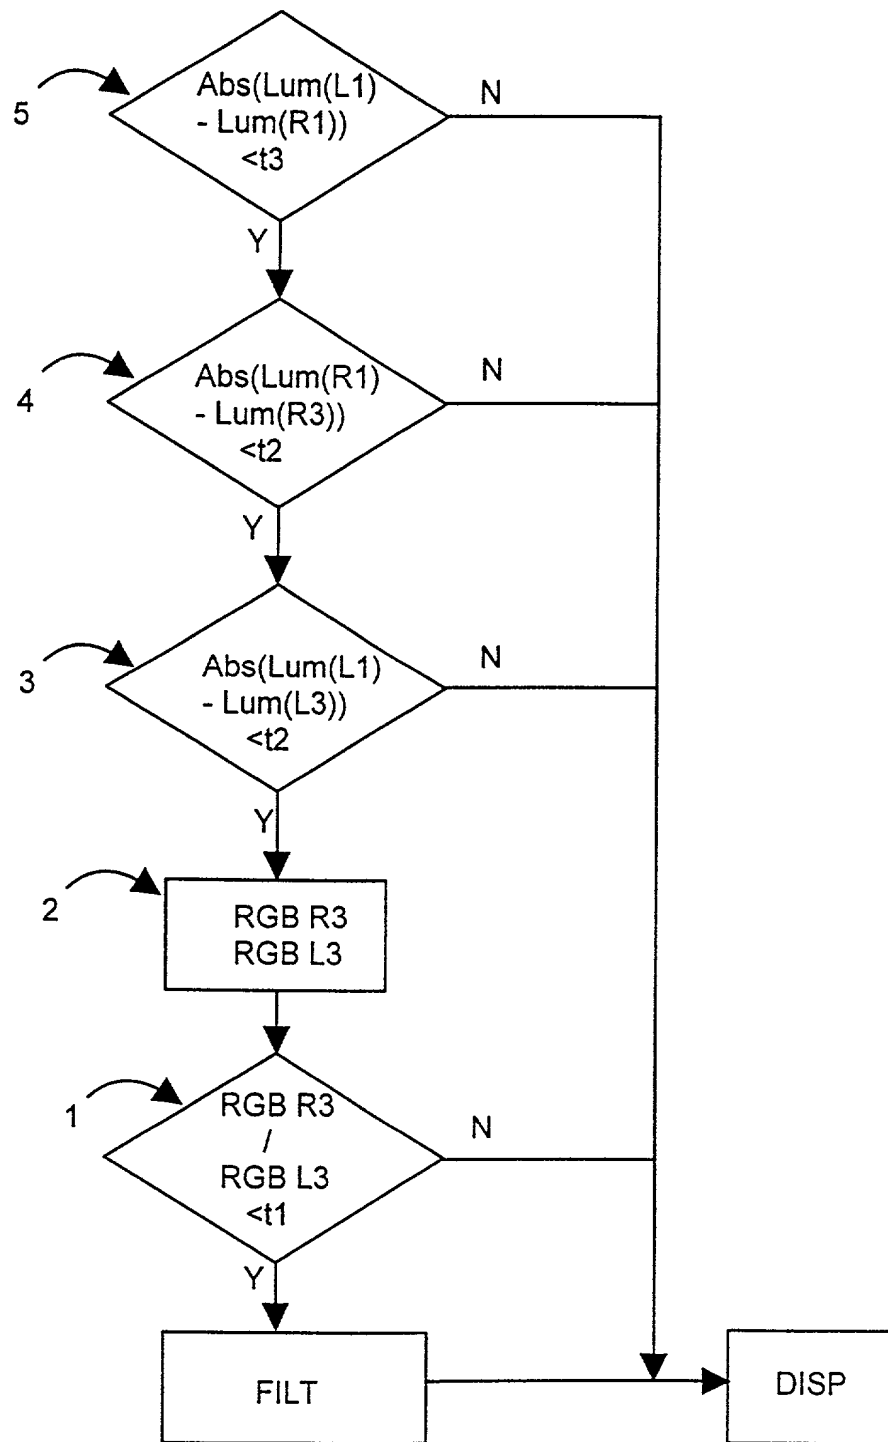 5
Abs(Lum(L1)
- Lum(R1))
<t3
N
Y
4
Abs(Lum(R1)
- Lum(R3))
<t2
N
Y
3
Abs(Lum(L1)
- Lum(L3))
<t2
N
Y
2
RGB R3
RGB L3
1
RGB R3
/
RGB L3
<t1
N
Y
FILT
DISP